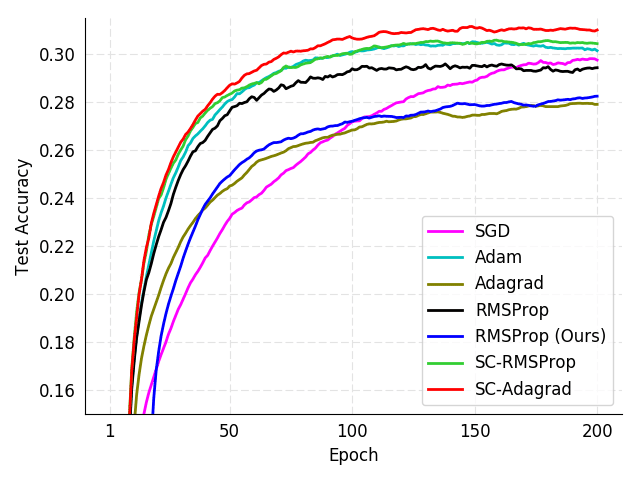 0.30
0.28
0.26
0.24
0.22
0.20
0.18
0.16
Test Accuracy
SGD
Adam
Adagrad
RMSProp
RMSProp (Ours)
SC-RMSProp
SC-Adagrad
1 50 100 150 200
Epoch